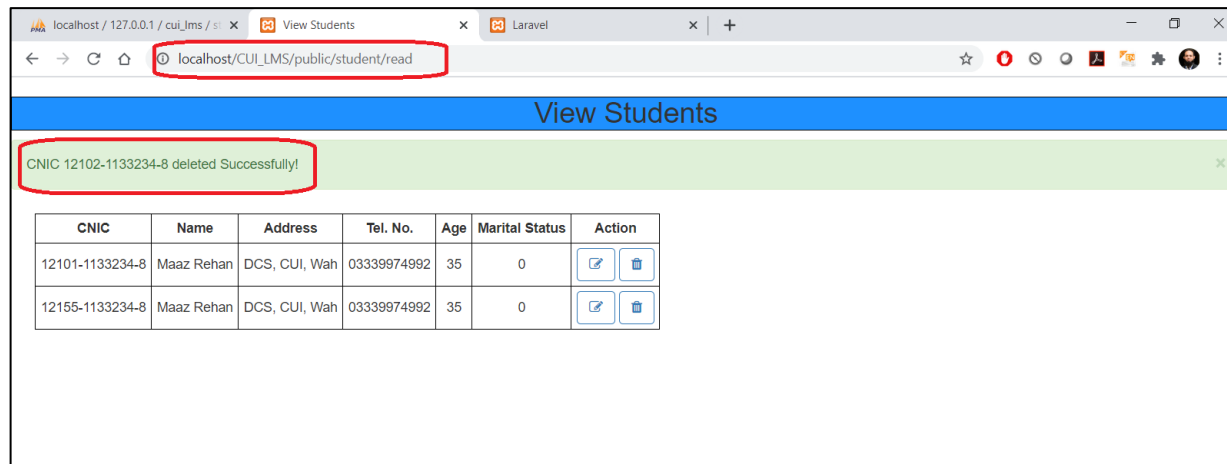 localhost / 127.0.0.1 / cui_lms / st
View Students
Laravel
localhost/CUI_LMS/public/student/read
View Students
CNIC 12102-1133234-8 deleted Successfully!
CNIC Name Address Tel. No. Age Marital Status Action
12101-1133234-8 Maaz Rehan DCS, CUI, Wah 03339974992 35 0
12155-1133234-8 Maaz Rehan DCS, CUI, Wah 03339974992 35 0